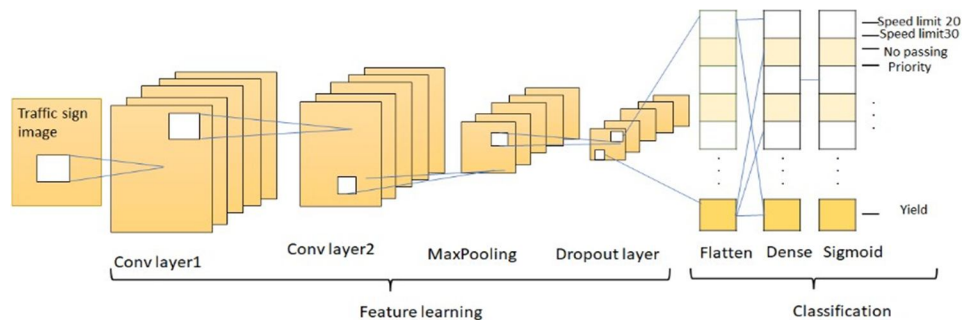 Speed limit 20
Speed limit30
No passing
Priority
Traffic sign
image
Yield
Conv layer1
Conv layer2
MaxPooling
Dropout layer
Flatten
Dense
Sigmoid
Feature learning
Classification